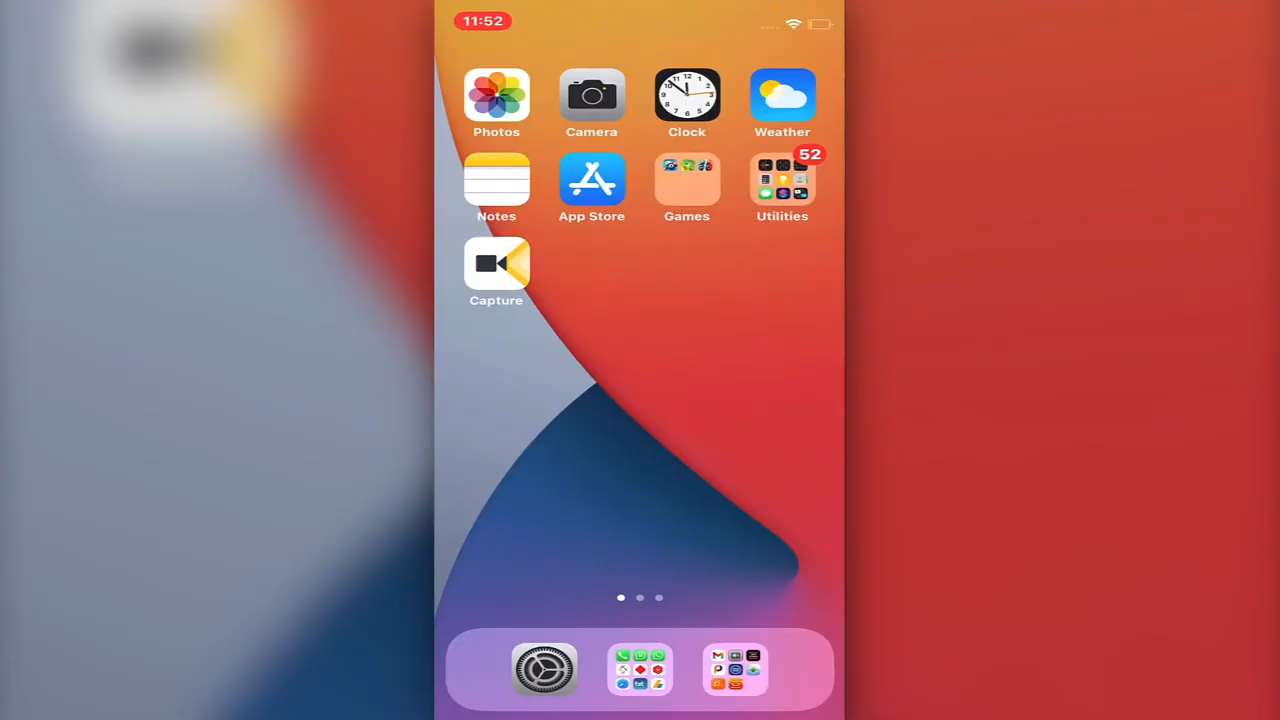 11:52
Photos
Camera
Clock
Weather
Notes
App Store
Games
52
Utilities
Capture